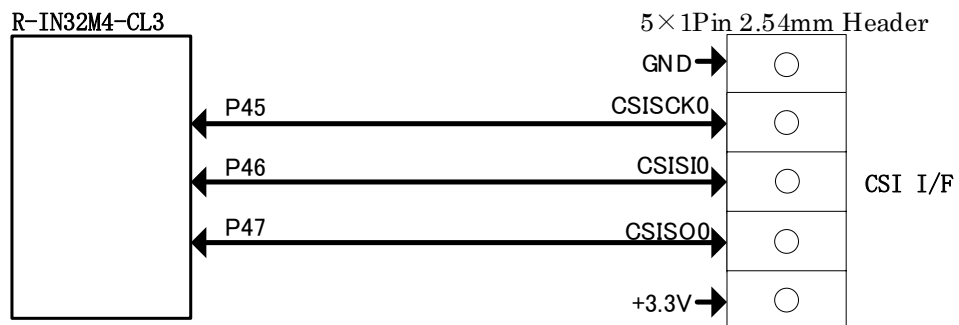 R-IN32M4-CL3
5×1Pin 2.54mm Header
GND
P45 CSISCK0
P46 CSISI0
CSI I/F
P47 CSISO0
+3.3V